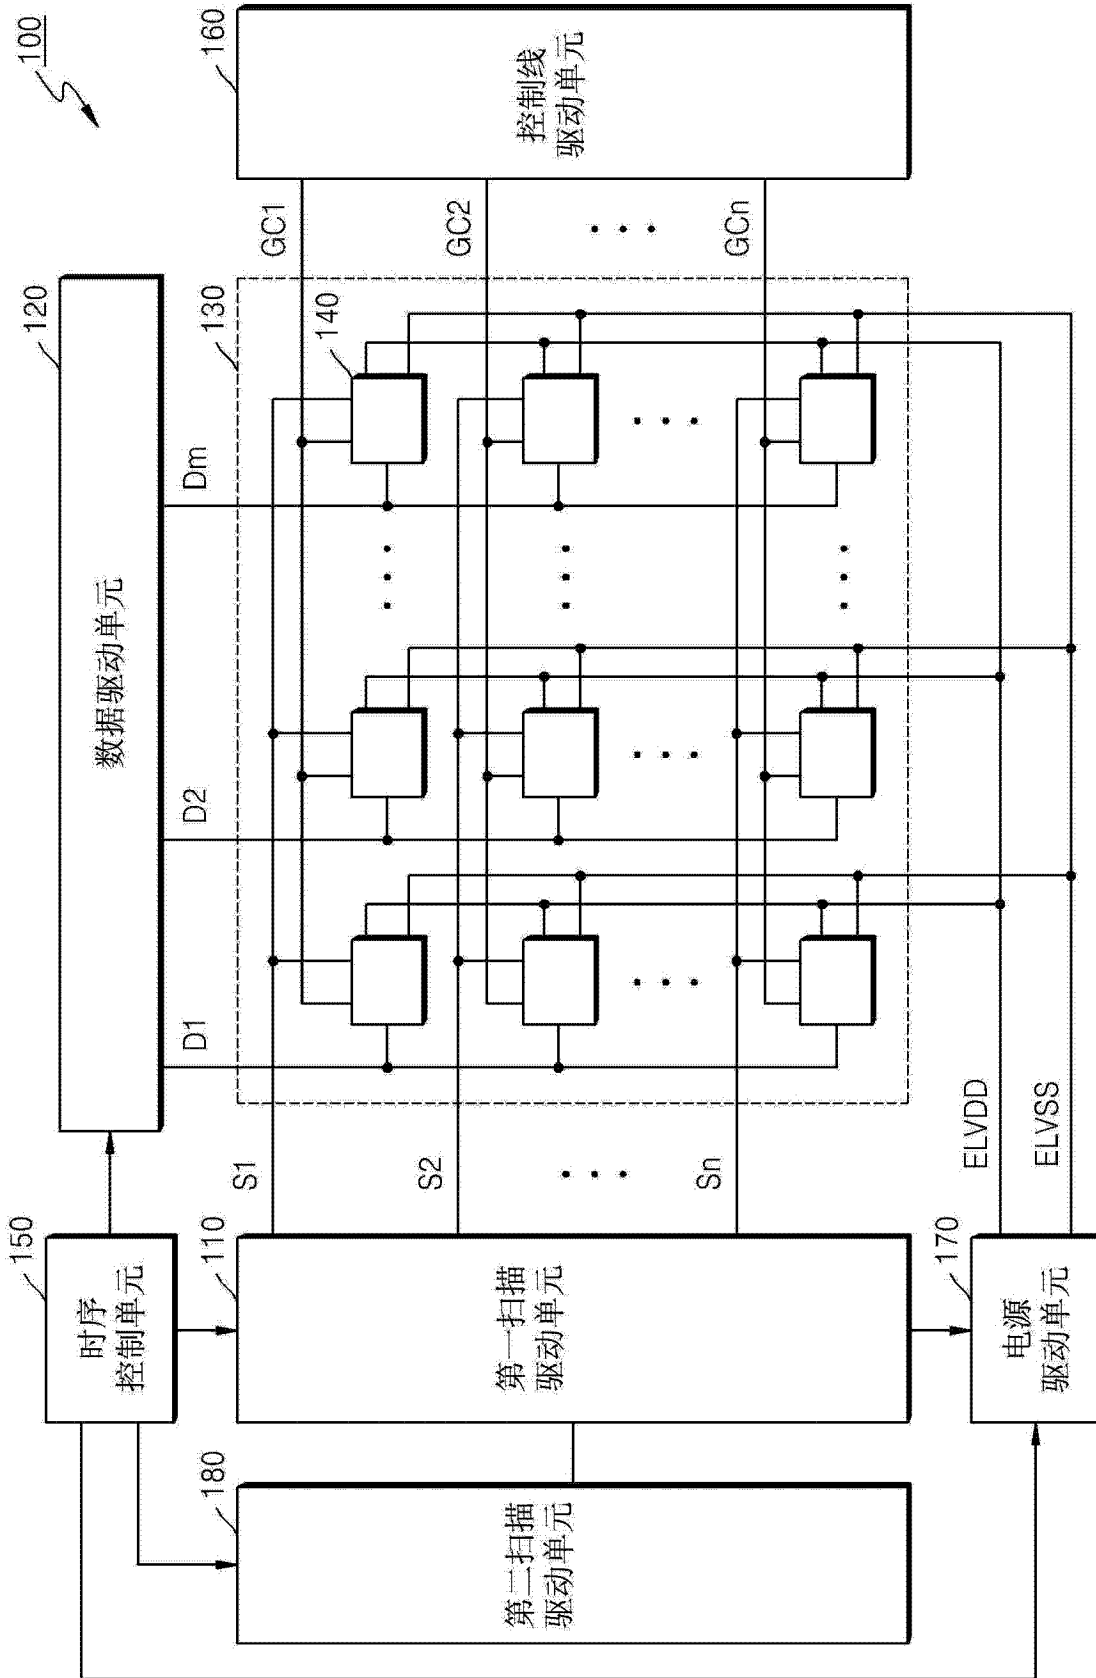 100
150
时序
控制单元
120
数据驱动单元
D1
D2
Dm
180
第二扫描
驱动单元
110
第一扫描
驱动单元
S1
S2
Sn
130
140
GC1
GC2
GCn
160
控制线
驱动单元
170
电源
驱动单元
ELVDD
ELVSS